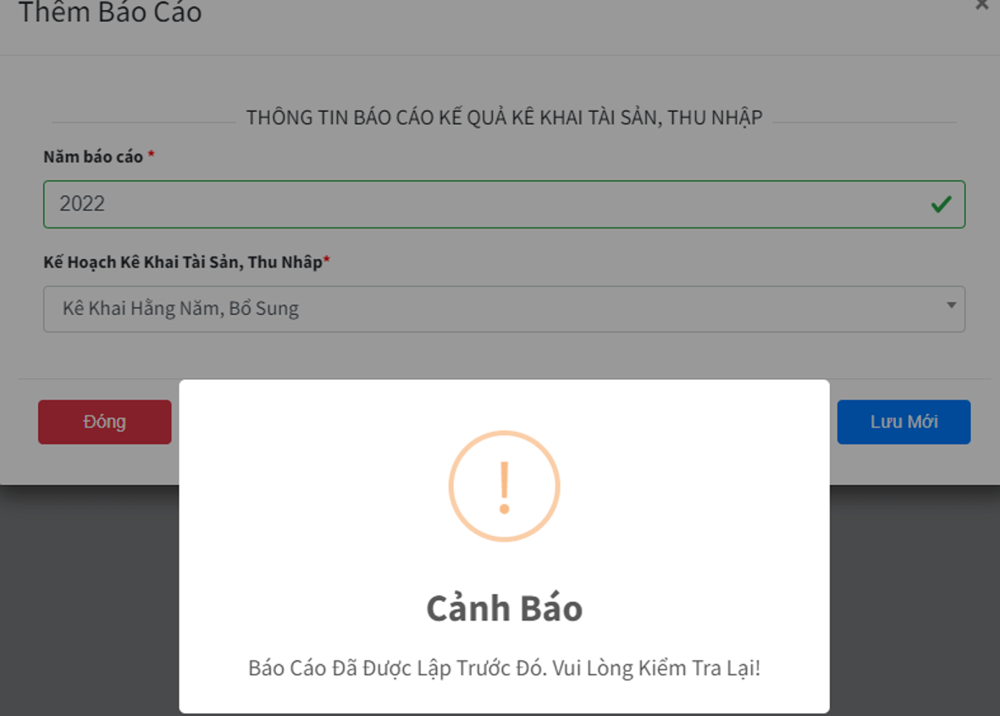 Thêm Báo Cáo
×
THÔNG TIN BÁO CÁO KẾ QUẢ KÊ KHAI TÀI SẢN, THU NHẬP
Năm báo cáo *
2022
Kế Hoạch Kê Khai Tài Sản, Thu Nhâp*
Kê Khai Hằng Năm, Bổ Sung
Đóng
Lưu Mới
!
Cảnh Báo
Báo Cáo Đã Được Lập Trước Đó. Vui Lòng Kiểm Tra Lại!